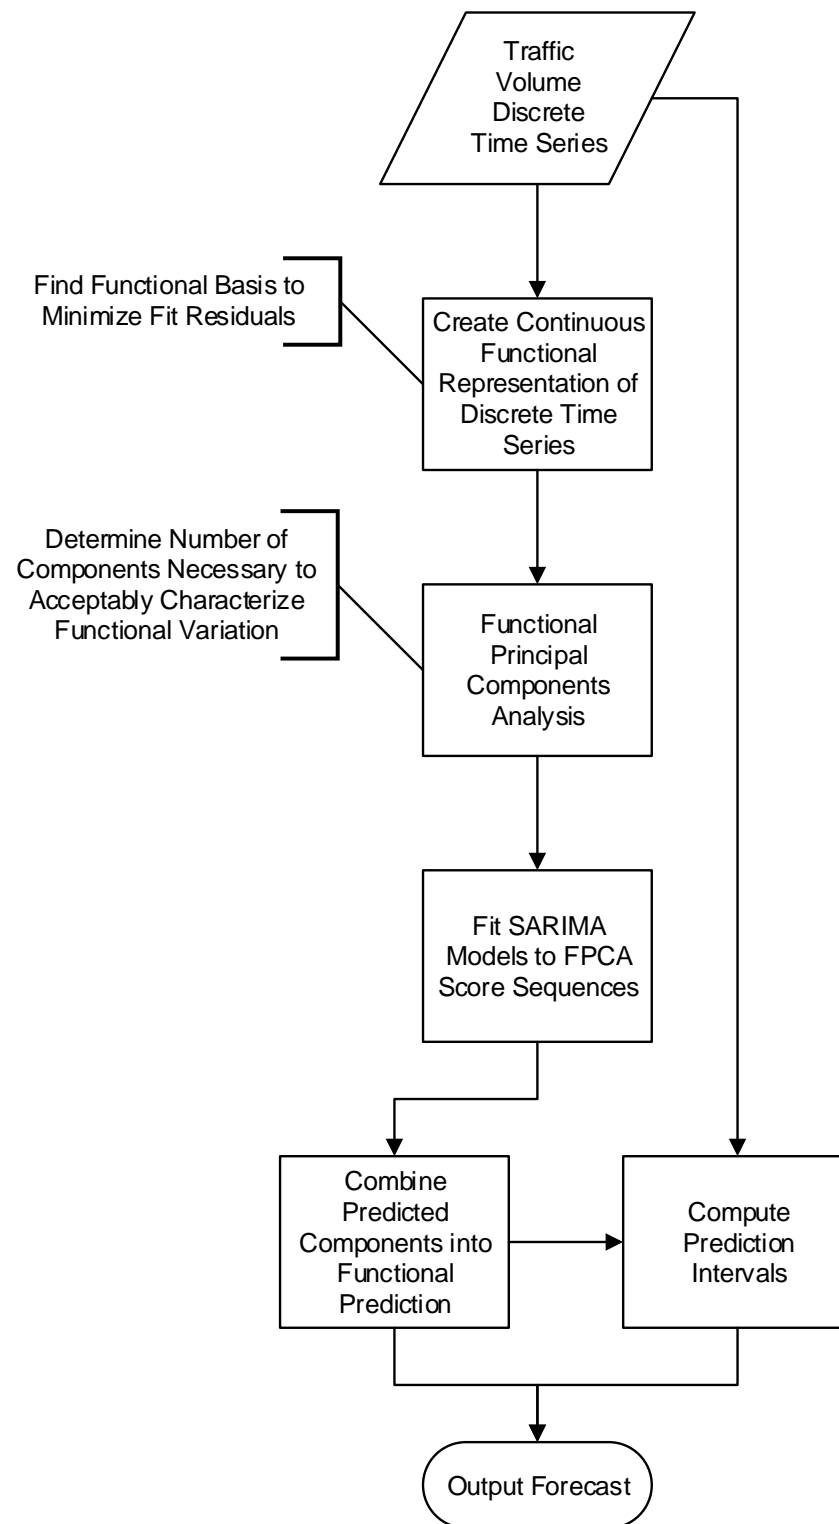 Traffic
Volume
Discrete
Time Series
Find Functional Basis to
Minimize Fit Residuals
Create Continuous
Functional
Representation of
Discrete Time
Series
Determine Number of
Components Necessary to
Acceptably Characterize
Functional Variation
Functional
Principal
Components
Analysis
Fit SARIMA
Models to FPCA
Score Sequences
Combine
Predicted
Components into
Functional
Prediction
Compute
Prediction
Intervals
Output Forecast